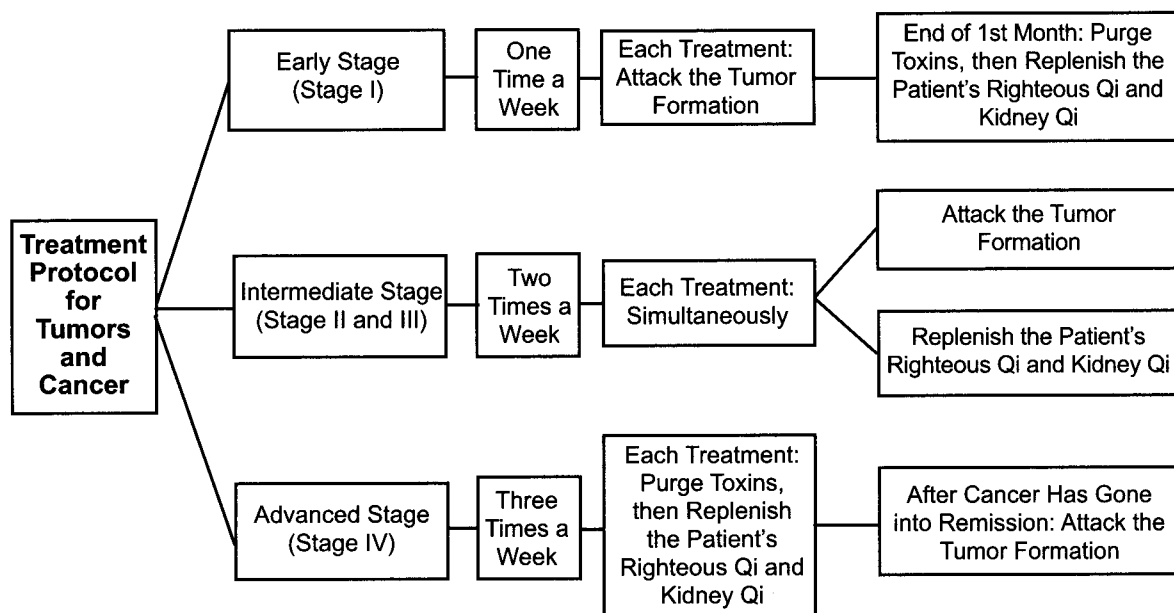 Treatment
Protocol
for
Tumors
and
Cancer
Early Stage
(Stage I)
One
Time a
Week
Each Treatment:
Attack the Tumor
Formation
End of 1st Month: Purge
Toxins, then Replenish the
Patient's Righteous Qi and
Kidney Qi
Intermediate Stage
(Stage II and III)
Two
Times a
Week
Each Treatment:
Simultaneously
Attack the Tumor
Formation
Replenish the Patient's
Righteous Qi and Kidney Qi
Advanced Stage
(Stage IV)
Three
Times a
Week
Each Treatment:
Purge Toxins,
then Replenish
the Patient's
Righteous Qi and
Kidney Qi
After Cancer Has Gone
into Remission: Attack the
Tumor Formation